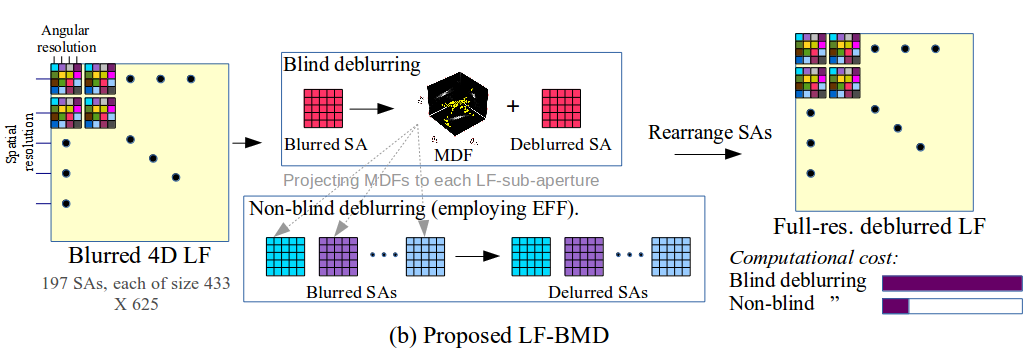 Angular
resolution
Spatial
resolution
Blurred 4D LF
197 SAs, each of size 433
X 625
Blind deblurring
Blurred SA
MDF
+
Deblurred SA
Projecting MDFs to each LF-sub-aperture
Non-blind deblurring (employing EFF).
Blurred SAs
Delurred SAs
Rearrange SAs
Full-res. deblurred LF
Computational cost:
Blind deblurring
Non-blind ”
(b) Proposed LF-BMD